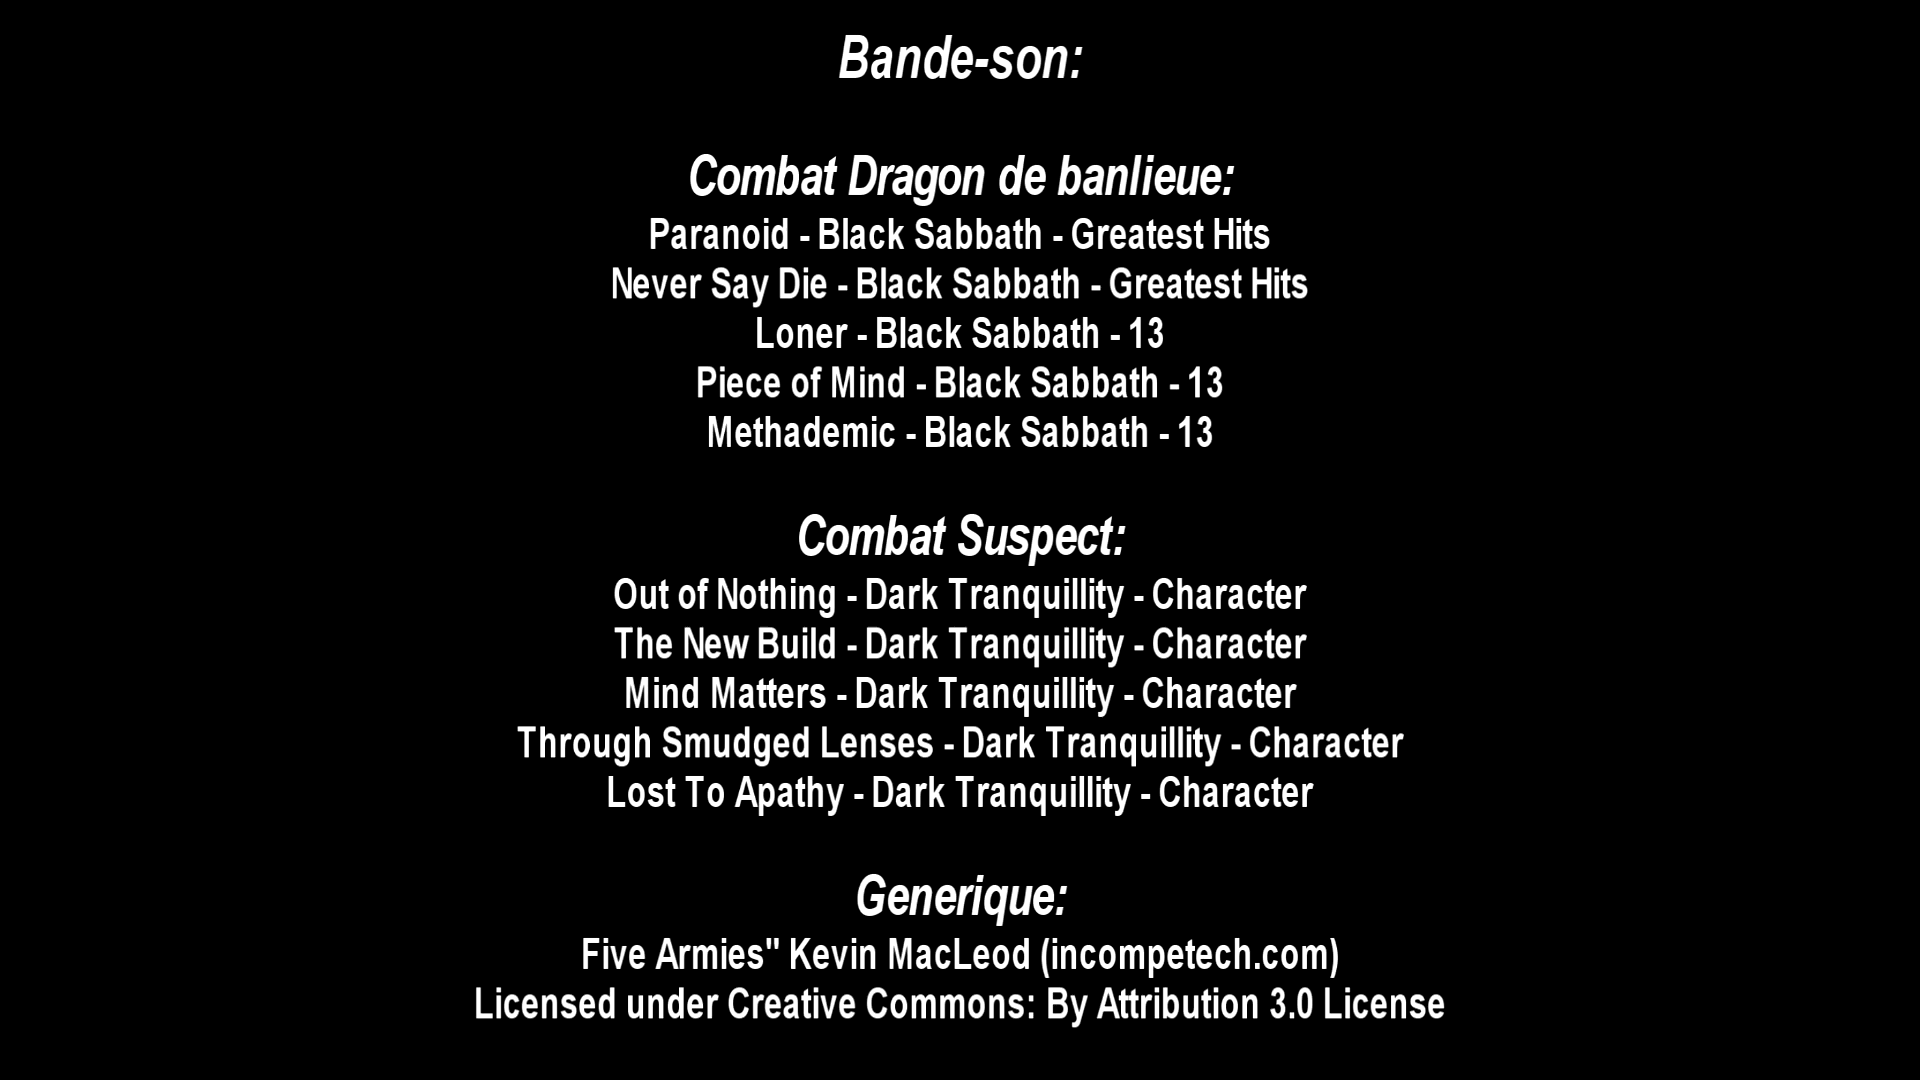 Bande-son:
Combat Dragon de banlieue:
Paranoid - Black Sabbath - Greatest Hits
Never Say Die - Black Sabbath - Greatest Hits
Loner - Black Sabbath - 13
Piece of Mind - Black Sabbath - 13
Methademic - Black Sabbath - 13
Combat Suspect:
Out of Nothing - Dark Tranquillity - Character
The New Build - Dark Tranquillity - Character
Mind Matters - Dark Tranquillity - Character
Through Smudged Lenses - Dark Tranquillity - Character
Lost To Apathy - Dark Tranquillity - Character
Generique:
Five Armies" Kevin MacLeod (incompetech.com)
Licensed under Creative Commons: By Attribution 3.0 License